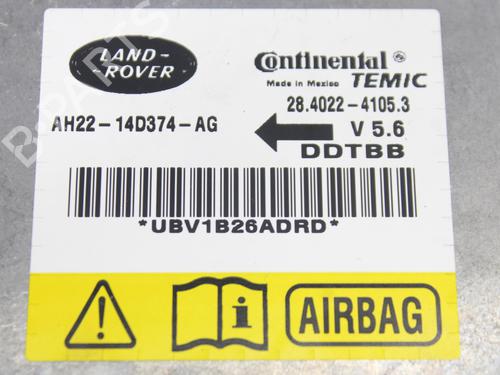 LAND-
-ROVER
Continental
Made in Mexico TEMIC
28.4022-4105.3
AH22-14D374-AG
V 5.6
DDTBB
*UBV1B26ADRD*
i
AIRBAG